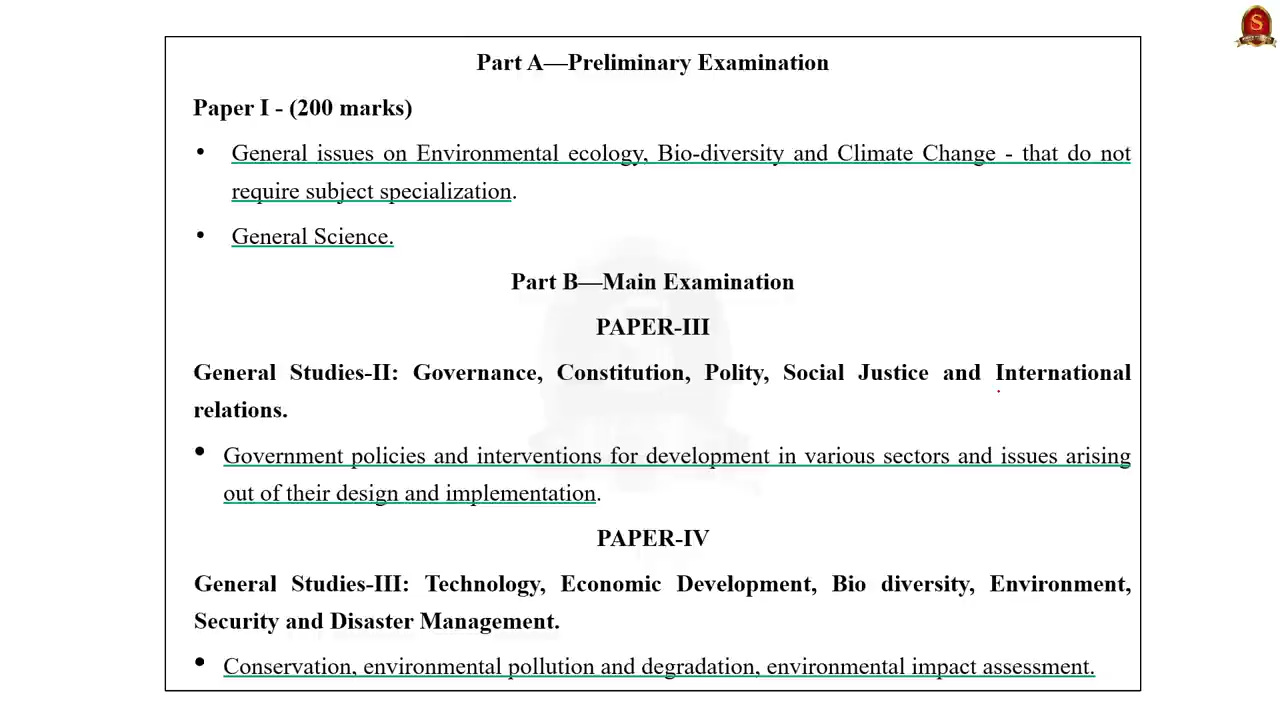 S
Part A—Preliminary Examination
Paper I - (200 marks)
• General issues on Environmental ecology, Bio-diversity and Climate Change - that do not
require subject specialization.
• General Science.
Part B—Main Examination
PAPER-III
General Studies-II: Governance, Constitution, Polity, Social Justice and International
relations.
• Government policies and interventions for development in various sectors and issues arising
out of their design and implementation.
PAPER-IV
General Studies-III: Technology, Economic Development, Bio diversity, Environment,
Security and Disaster Management.
• Conservation, environmental pollution and degradation, environmental impact assessment.